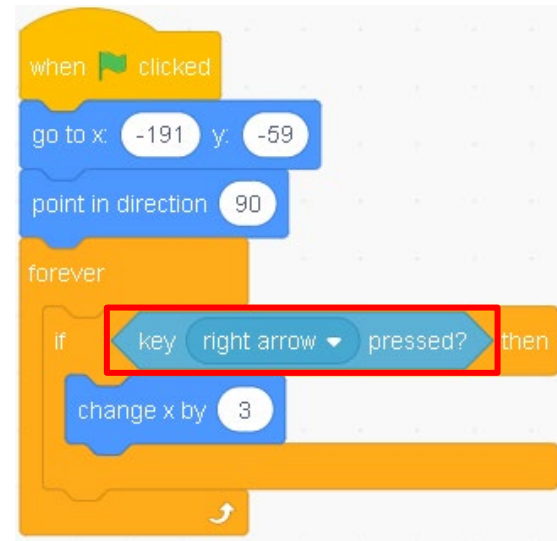 when clicked
go to x: -191 y: -59
point in direction 90
forever
if key right arrow pressed? then
change x by 3